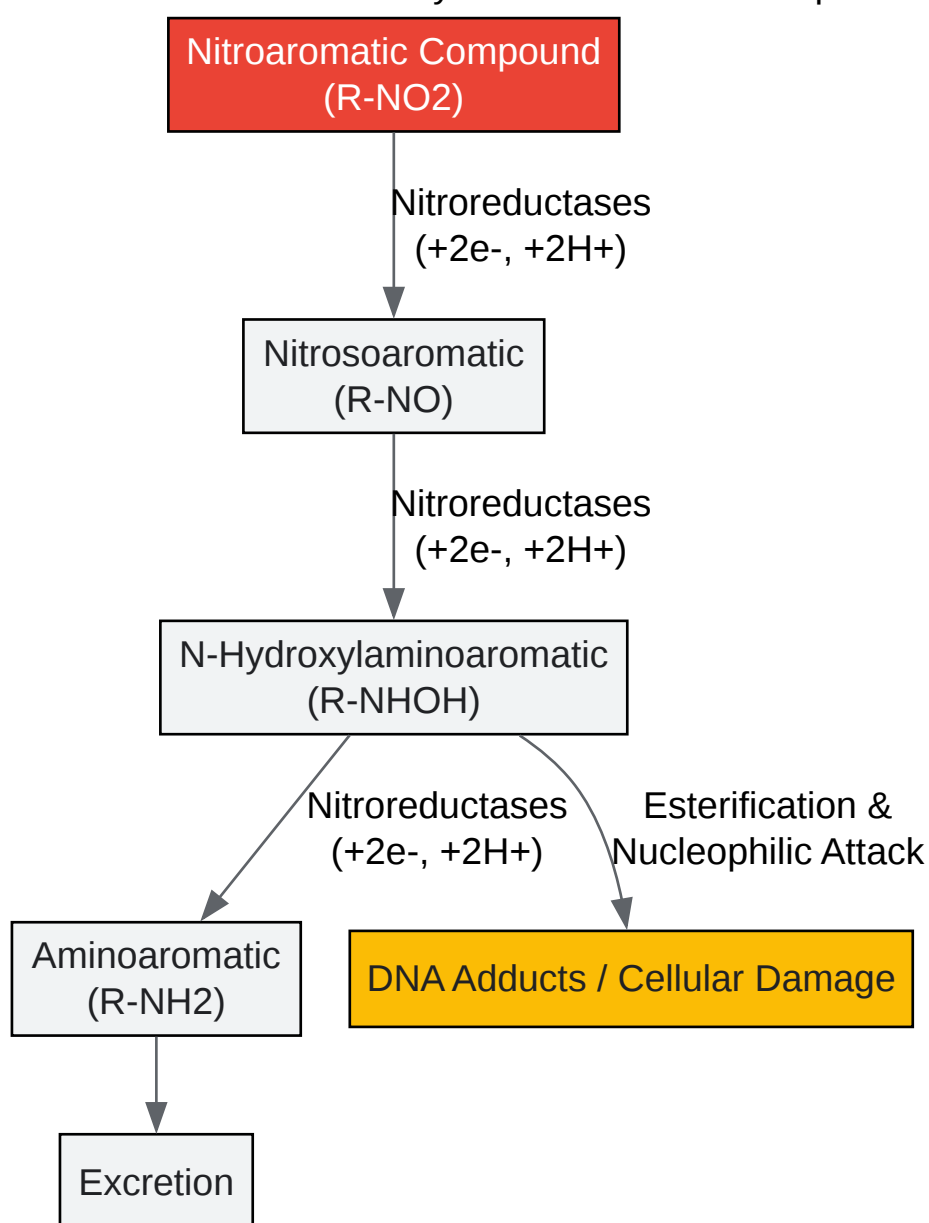 Nitroaromatic Compound
(R-NO2)
Nitroreductases
(+2e-, +2H+)
Nitrosoaromatic
(R-NO)
Nitroreductases
(+2e-, +2H+)
N-Hydroxylaminoaromatic
(R-NHOH)
Nitroreductases
(+2e-, +2H+)
Esterification &
Nucleophilic Attack
Aminoaromatic
(R-NH2)
DNA Adducts / Cellular Damage
Excretion